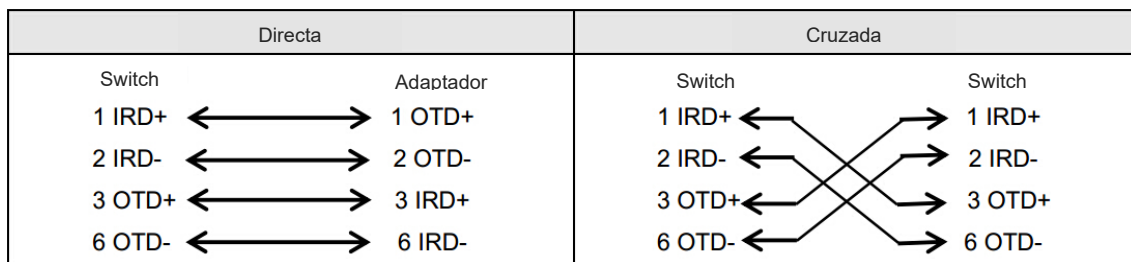 Directa Cruzada
Switch Adaptador Switch Switch
1 IRD+ 1 OTD+ 1 IRD+ 1 IRD+
2 IRD- 2 OTD- 2 IRD- 2 IRD-
3 OTD+ 3 IRD+ 3 OTD+ 3 OTD+
6 OTD- 6 IRD- 6 OTD- 6 OTD-